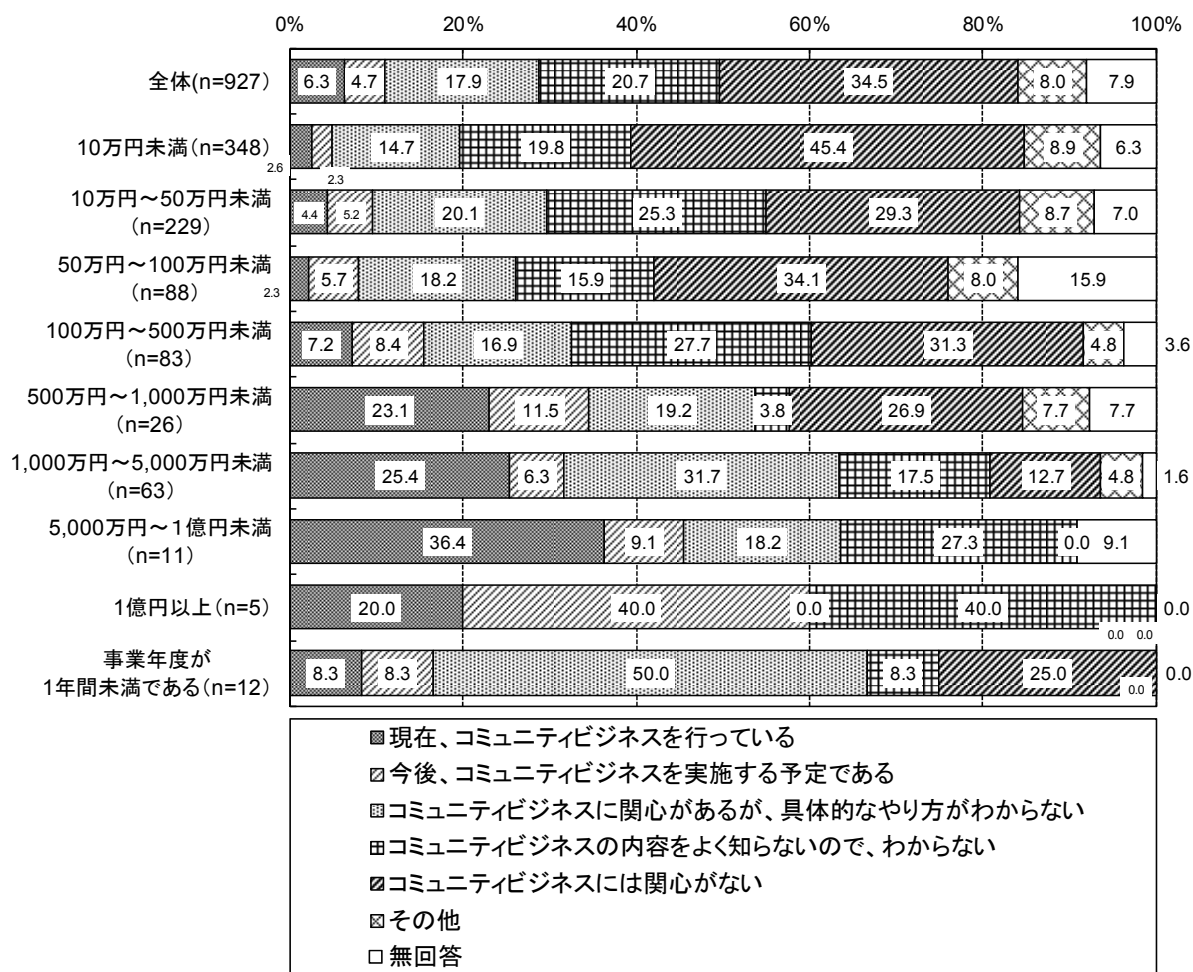 0% 20% 40% 60% 80% 100%
全体(n=927) 6.3 4.7 17.9 20.7 34.5 8.0 7.9
10万円未満(n=348) 2.6 2.3 14.7 19.8 45.4 8.9 6.3
10万円～50万円未満
(n=229) 4.4 5.2 20.1 25.3 29.3 8.7 7.0
50万円～100万円未満
(n=88) 2.3 5.7 18.2 15.9 34.1 8.0 15.9
100万円～500万円未満
(n=83) 7.2 8.4 16.9 27.7 31.3 4.8 3.6
500万円～1,000万円未満
(n=26) 23.1 11.5 19.2 3.8 26.9 7.7 7.7
1,000万円～5,000万円未満
(n=63) 25.4 6.3 31.7 17.5 12.7 4.8 1.6
5,000万円～1億円未満
(n=11) 36.4 9.1 18.2 27.3 0.0 9.1
1億円以上(n=5) 20.0 40.0 0.0 40.0 0.0 0.0 0.0
事業年度が
1年間未満である(n=12) 8.3 8.3 50.0 8.3 25.0 0.0 0.0
現在、コミュニティビジネスを行っている
今後、コミュニティビジネスを実施する予定である
コミュニティビジネスに関心があるが、具体的なやり方がわからない
コミュニティビジネスの内容をよく知らないので、わからない
コミュニティビジネスには関心がない
その他
無回答